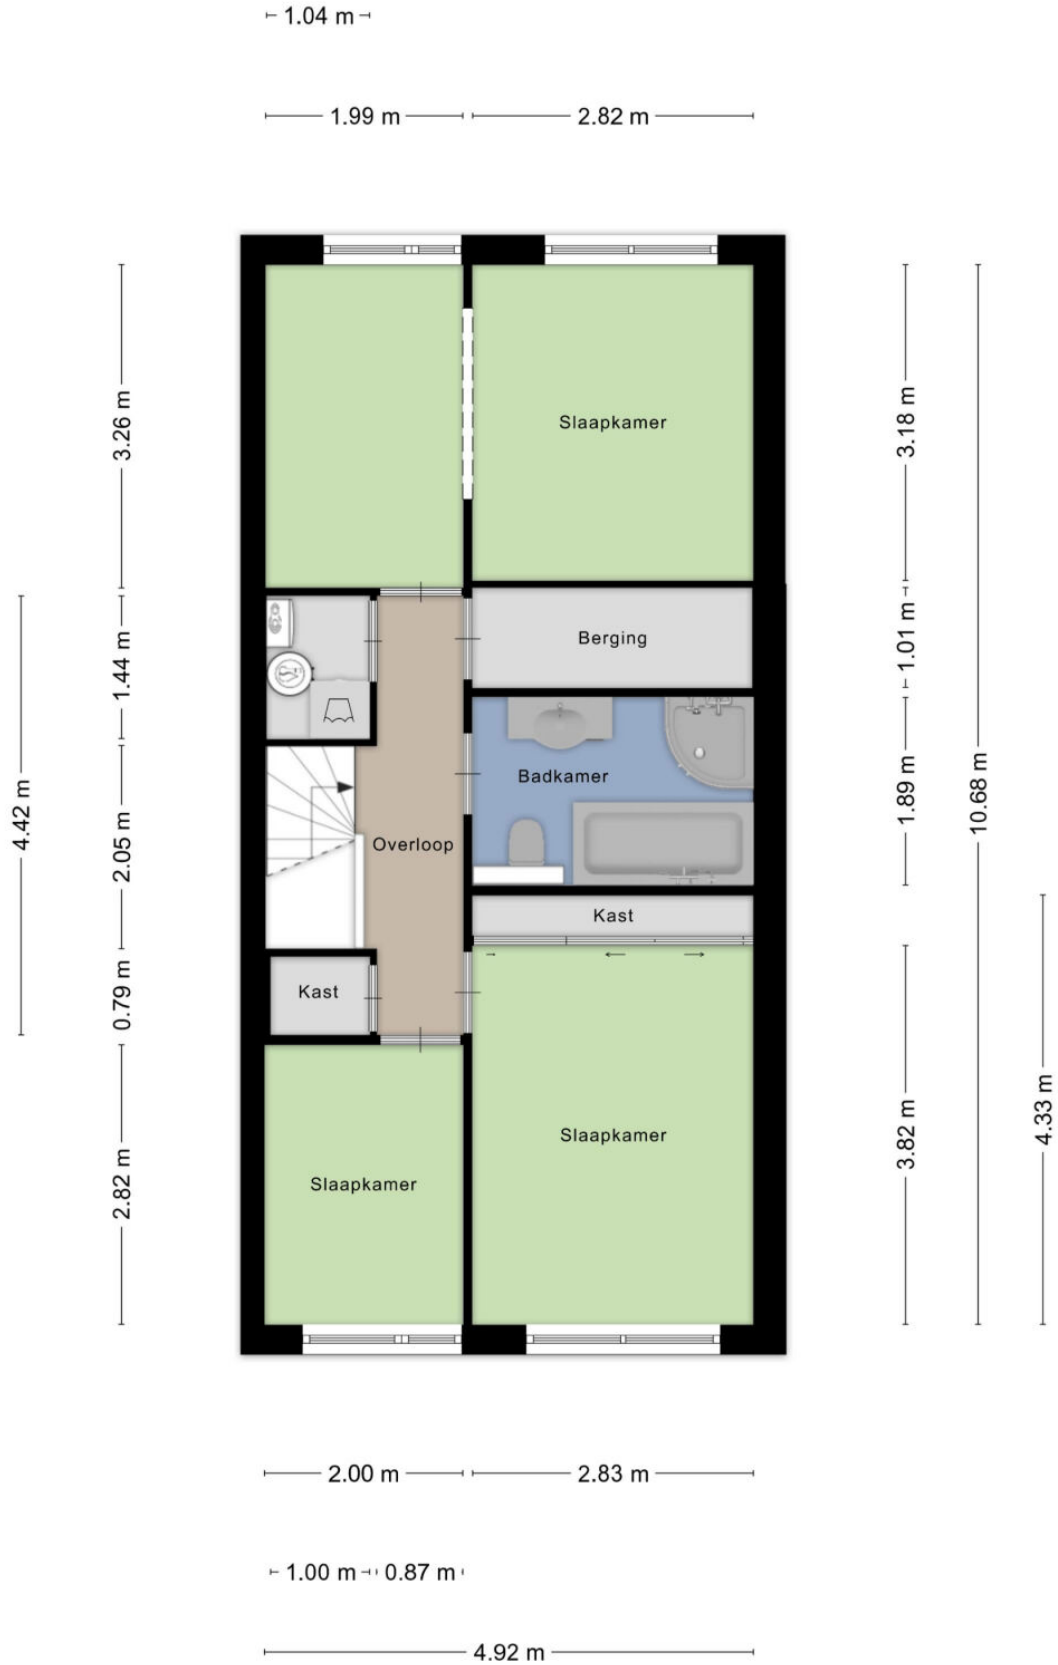 1.04 m
1.99 m
2.82 m
3.26 m
3.18 m
Slaapkamer
1.44 m
1.01 m
Berging
4.42 m
2.05 m
Badkamer
1.89 m
10.68 m
Overloop
Kast
0.79 m
Kast
4.33 m
2.82 m
Slaapkamer
3.82 m
Slaapkamer
2.00 m
2.83 m
1.00 m
0.87 m
4.92 m